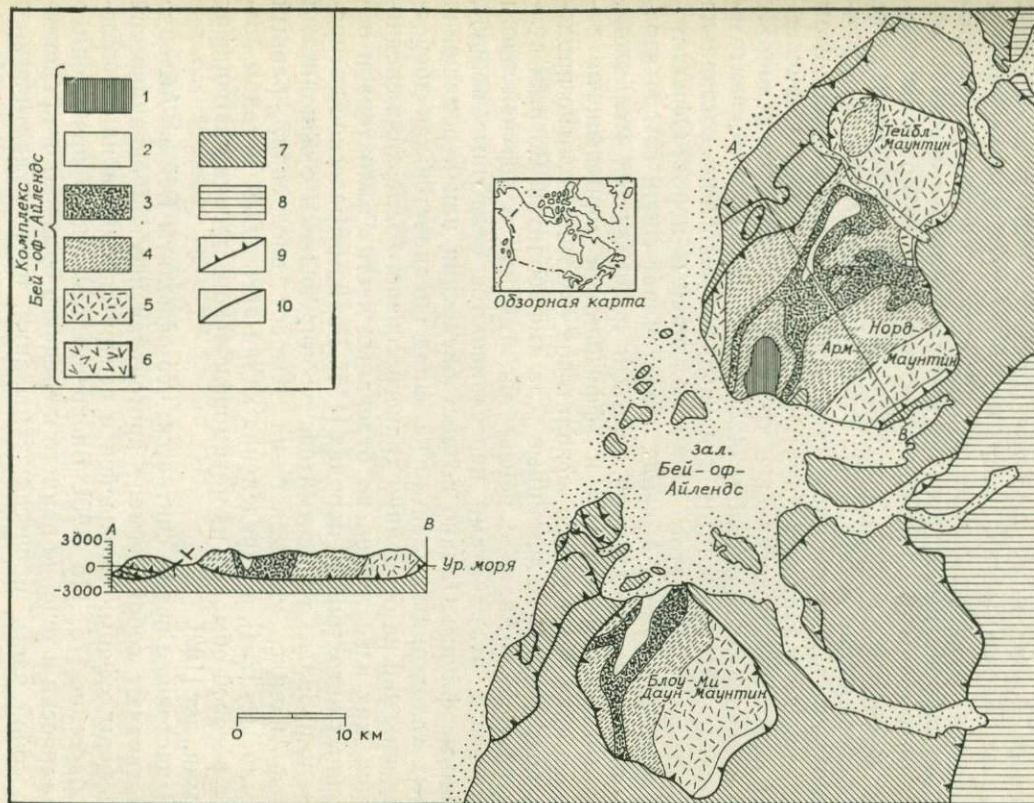 Комплекс
Бей-оф-Айлендс
1
2
3
4
5
6
7
8
9
10
Обзорная карта
А
Тейбл-
Маунтин
Норд-
Арм-
Маунтин
В
зал.
Бей-оф-
Айлендс
Блоу-Ми
Даун-Маунтин
А
В
3000
0
-3000
Ур. моря
0
10 км